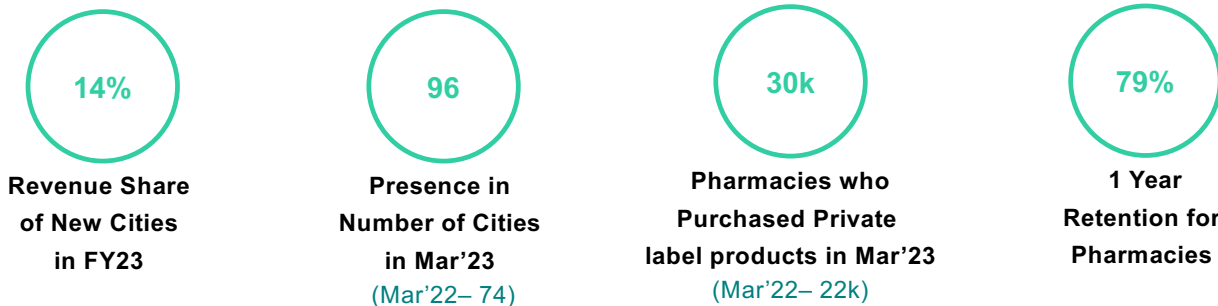 14%
Revenue Share
of New Cities
in FY23
96
Presence in
Number of Cities
in Mar’23
(Mar’22– 74)
30k
Pharmacies who
Purchased Private
label products in Mar’23
(Mar’22– 22k)
79%
1 Year
Retention for
Pharmacies